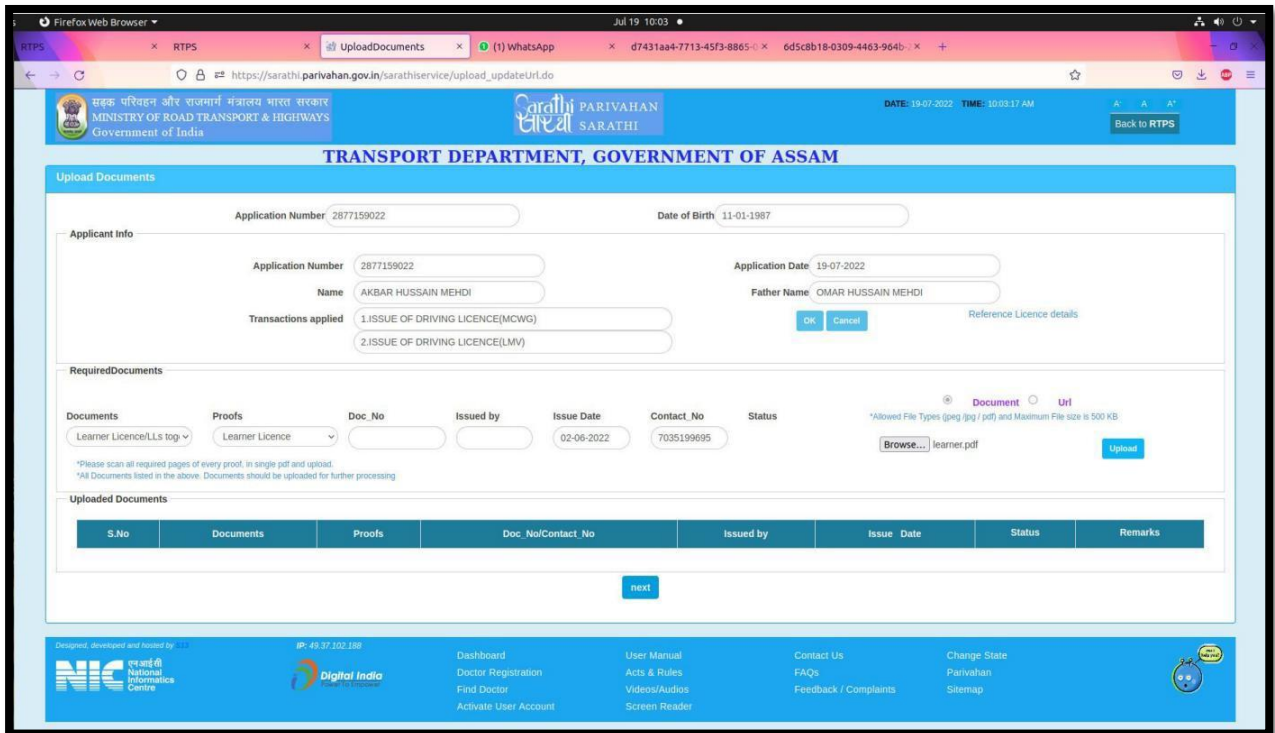 Firefox Web Browser
Jul 19 10:03
RTPS
RTPS
UploadDocuments
(1) WhatsApp
d7431aa4-7713-45f3-8865-
6d5c8b18-0309-4463-964b-
https://sarathi.parivahan.gov.in/sarathiservice/upload_updateUrl.do
ABP
सड़क परिवहन और राजमार्ग मंत्रालय भारत सरकार
MINISTRY OF ROAD TRANSPORT & HIGHWAYS
Government of India
Sarathi
सारथी
PARIVAHAN
SARATHI
DATE: 19-07-2022 TIME: 10:03:17 AM
A- A A+
Back to RTPS
TRANSPORT DEPARTMENT, GOVERNMENT OF ASSAM
Upload Documents
Application Number 2877159022 Date of Birth 11-01-1987
Applicant Info
Application Number 2877159022 Application Date 19-07-2022
Name AKBAR HUSSAIN MEHDI Father Name OMAR HUSSAIN MEHDI
Transactions applied 1.ISSUE OF DRIVING LICENCE(MCWG) OK Cancel Reference Licence details
2.ISSUE OF DRIVING LICENCE(LMV)
RequiredDocuments
Document Url
Documents Proofs Doc_No Issued by Issue Date Contact_No Status *Allowed File Types (jpeg /jpg / pdf) and Maximum File size is 500 KB
Learner Licence/LLs tog Learner Licence 02-06-2022 7035199695 Browse... learner.pdf Upload
*Please scan all required pages of every proof, in single pdf and upload.
*All Documents listed in the above. Documents should be uploaded for further processing
Uploaded Documents
S.No Documents Proofs Doc_No/Contact_No Issued by Issue Date Status Remarks
next
Designed, developed and hosted by
IP: 49.37.102.188
NIC
एन आई सी
National
Informatics
Centre
Digital India
Power To Empower
Dashboard User Manual Contact Us Change State
Doctor Registration Acts & Rules FAQs Parivahan
Find Doctor Videos/Audios Feedback / Complaints Sitemap
Activate User Account Screen Reader